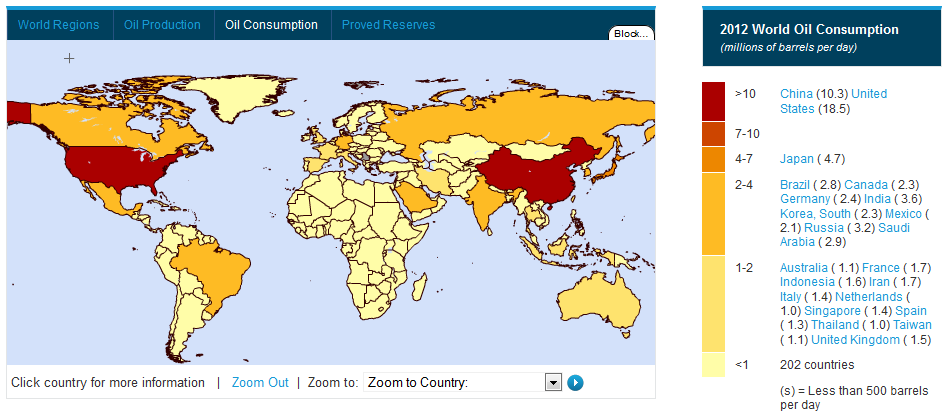 World Regions
Oil Production
Oil Consumption
Proved Reserves
Block...
Click country for more information | Zoom Out | Zoom to: Zoom to Country:
2012 World Oil Consumption
(millions of barrels per day)
>10 China (10.3) United
States (18.5)
7-10
4-7 Japan ( 4.7)
2-4 Brazil ( 2.8) Canada ( 2.3)
Germany ( 2.4) India ( 3.6)
Korea, South ( 2.3) Mexico (
2.1) Russia ( 3.2) Saudi
Arabia ( 2.9)
1-2 Australia ( 1.1) France ( 1.7)
Indonesia ( 1.6) Iran ( 1.7)
Italy ( 1.4) Netherlands (
1.0) Singapore ( 1.4) Spain
( 1.3) Thailand ( 1.0) Taiwan
( 1.1) United Kingdom ( 1.5)
<1 202 countries
(s) = Less than 500 barrels
per day